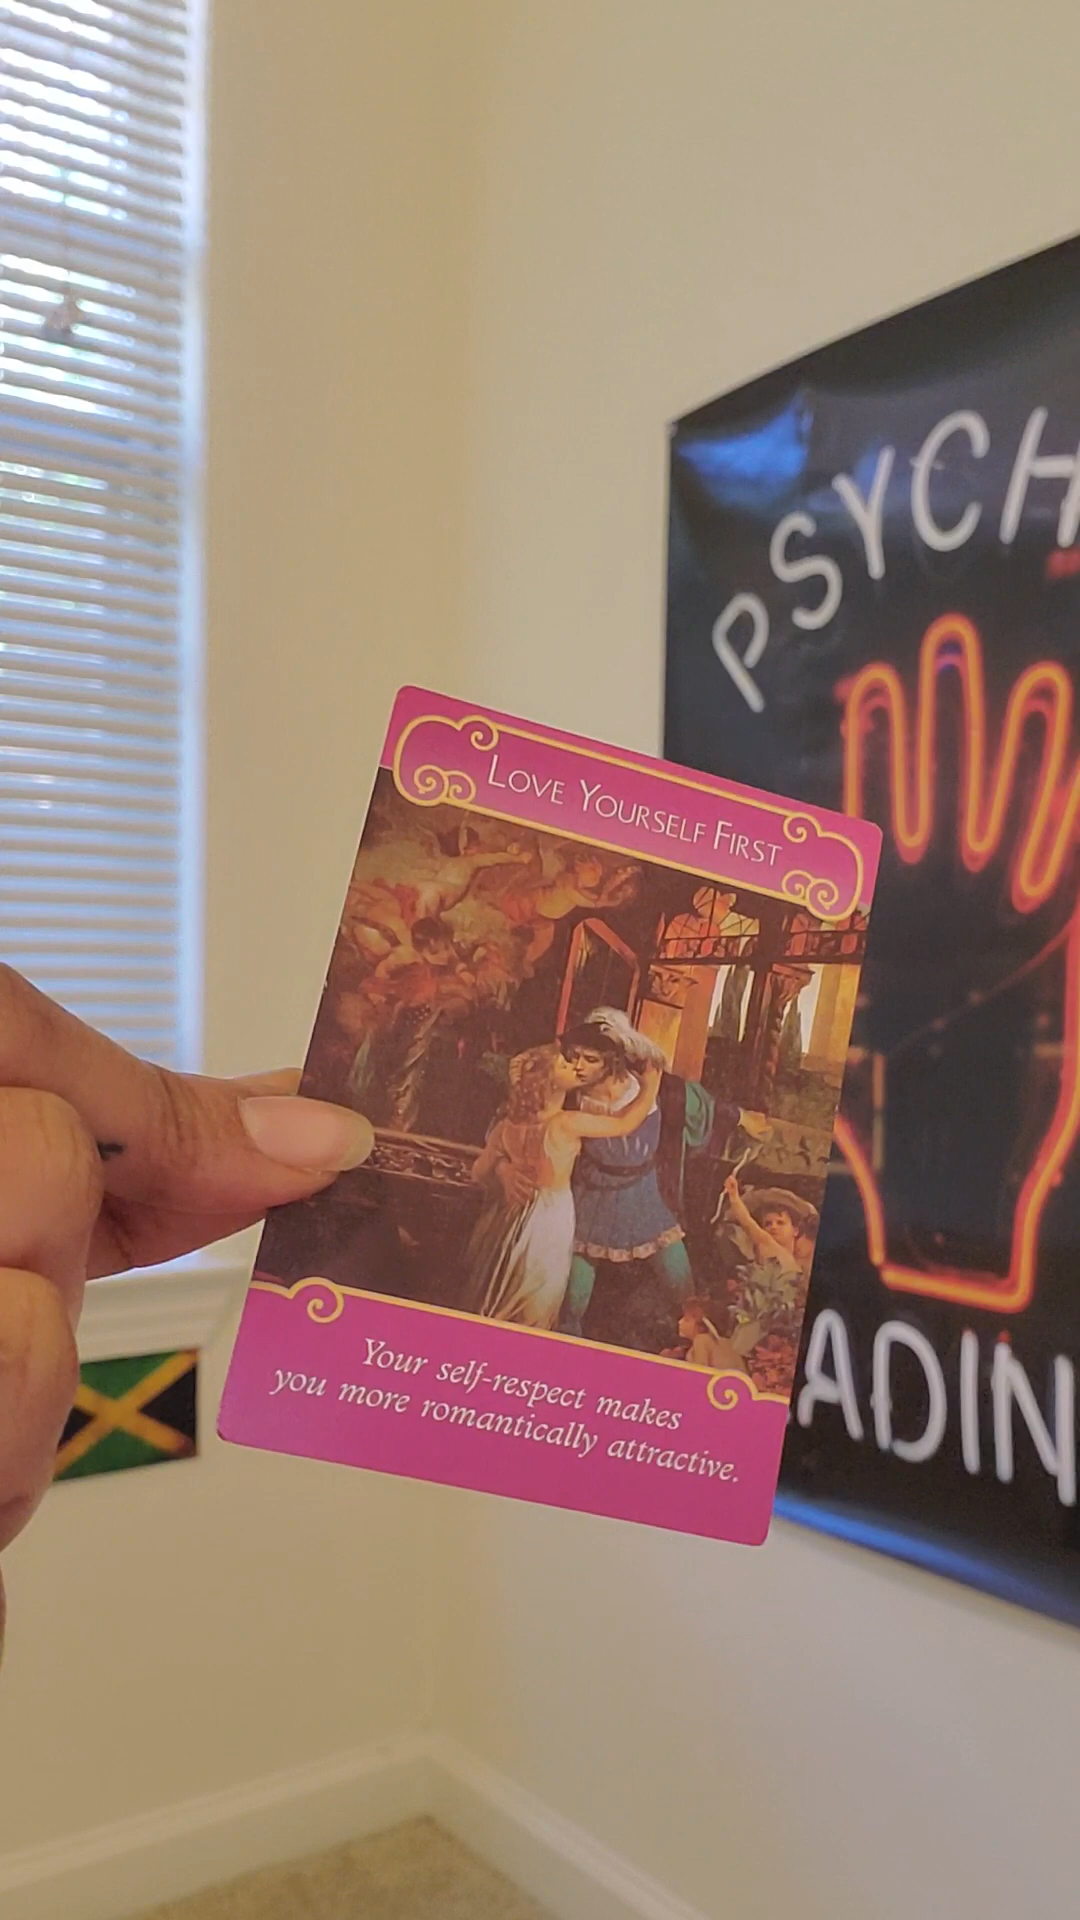 PSYCH
LOVE YOURSELF FIRST
Your self-respect makes
you more romantically attractive.
ADIN